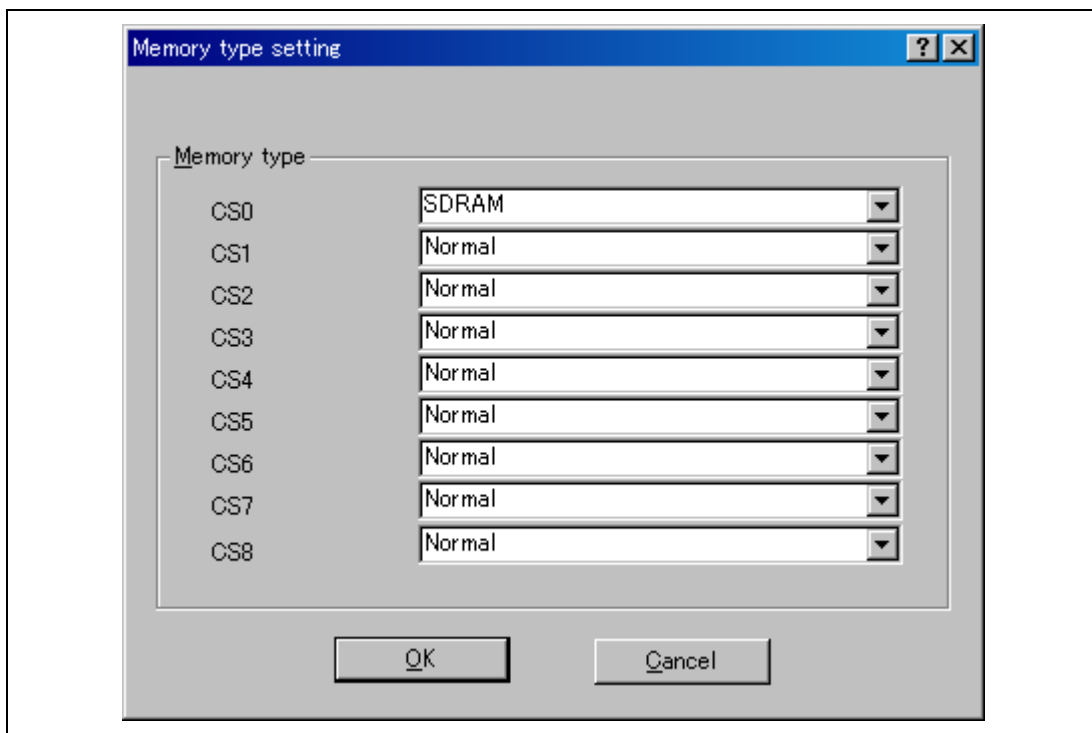 Memory type setting
Memory type
CS0 SDRAM
CS1 Normal
CS2 Normal
CS3 Normal
CS4 Normal
CS5 Normal
CS6 Normal
CS7 Normal
CS8 Normal
OK Cancel